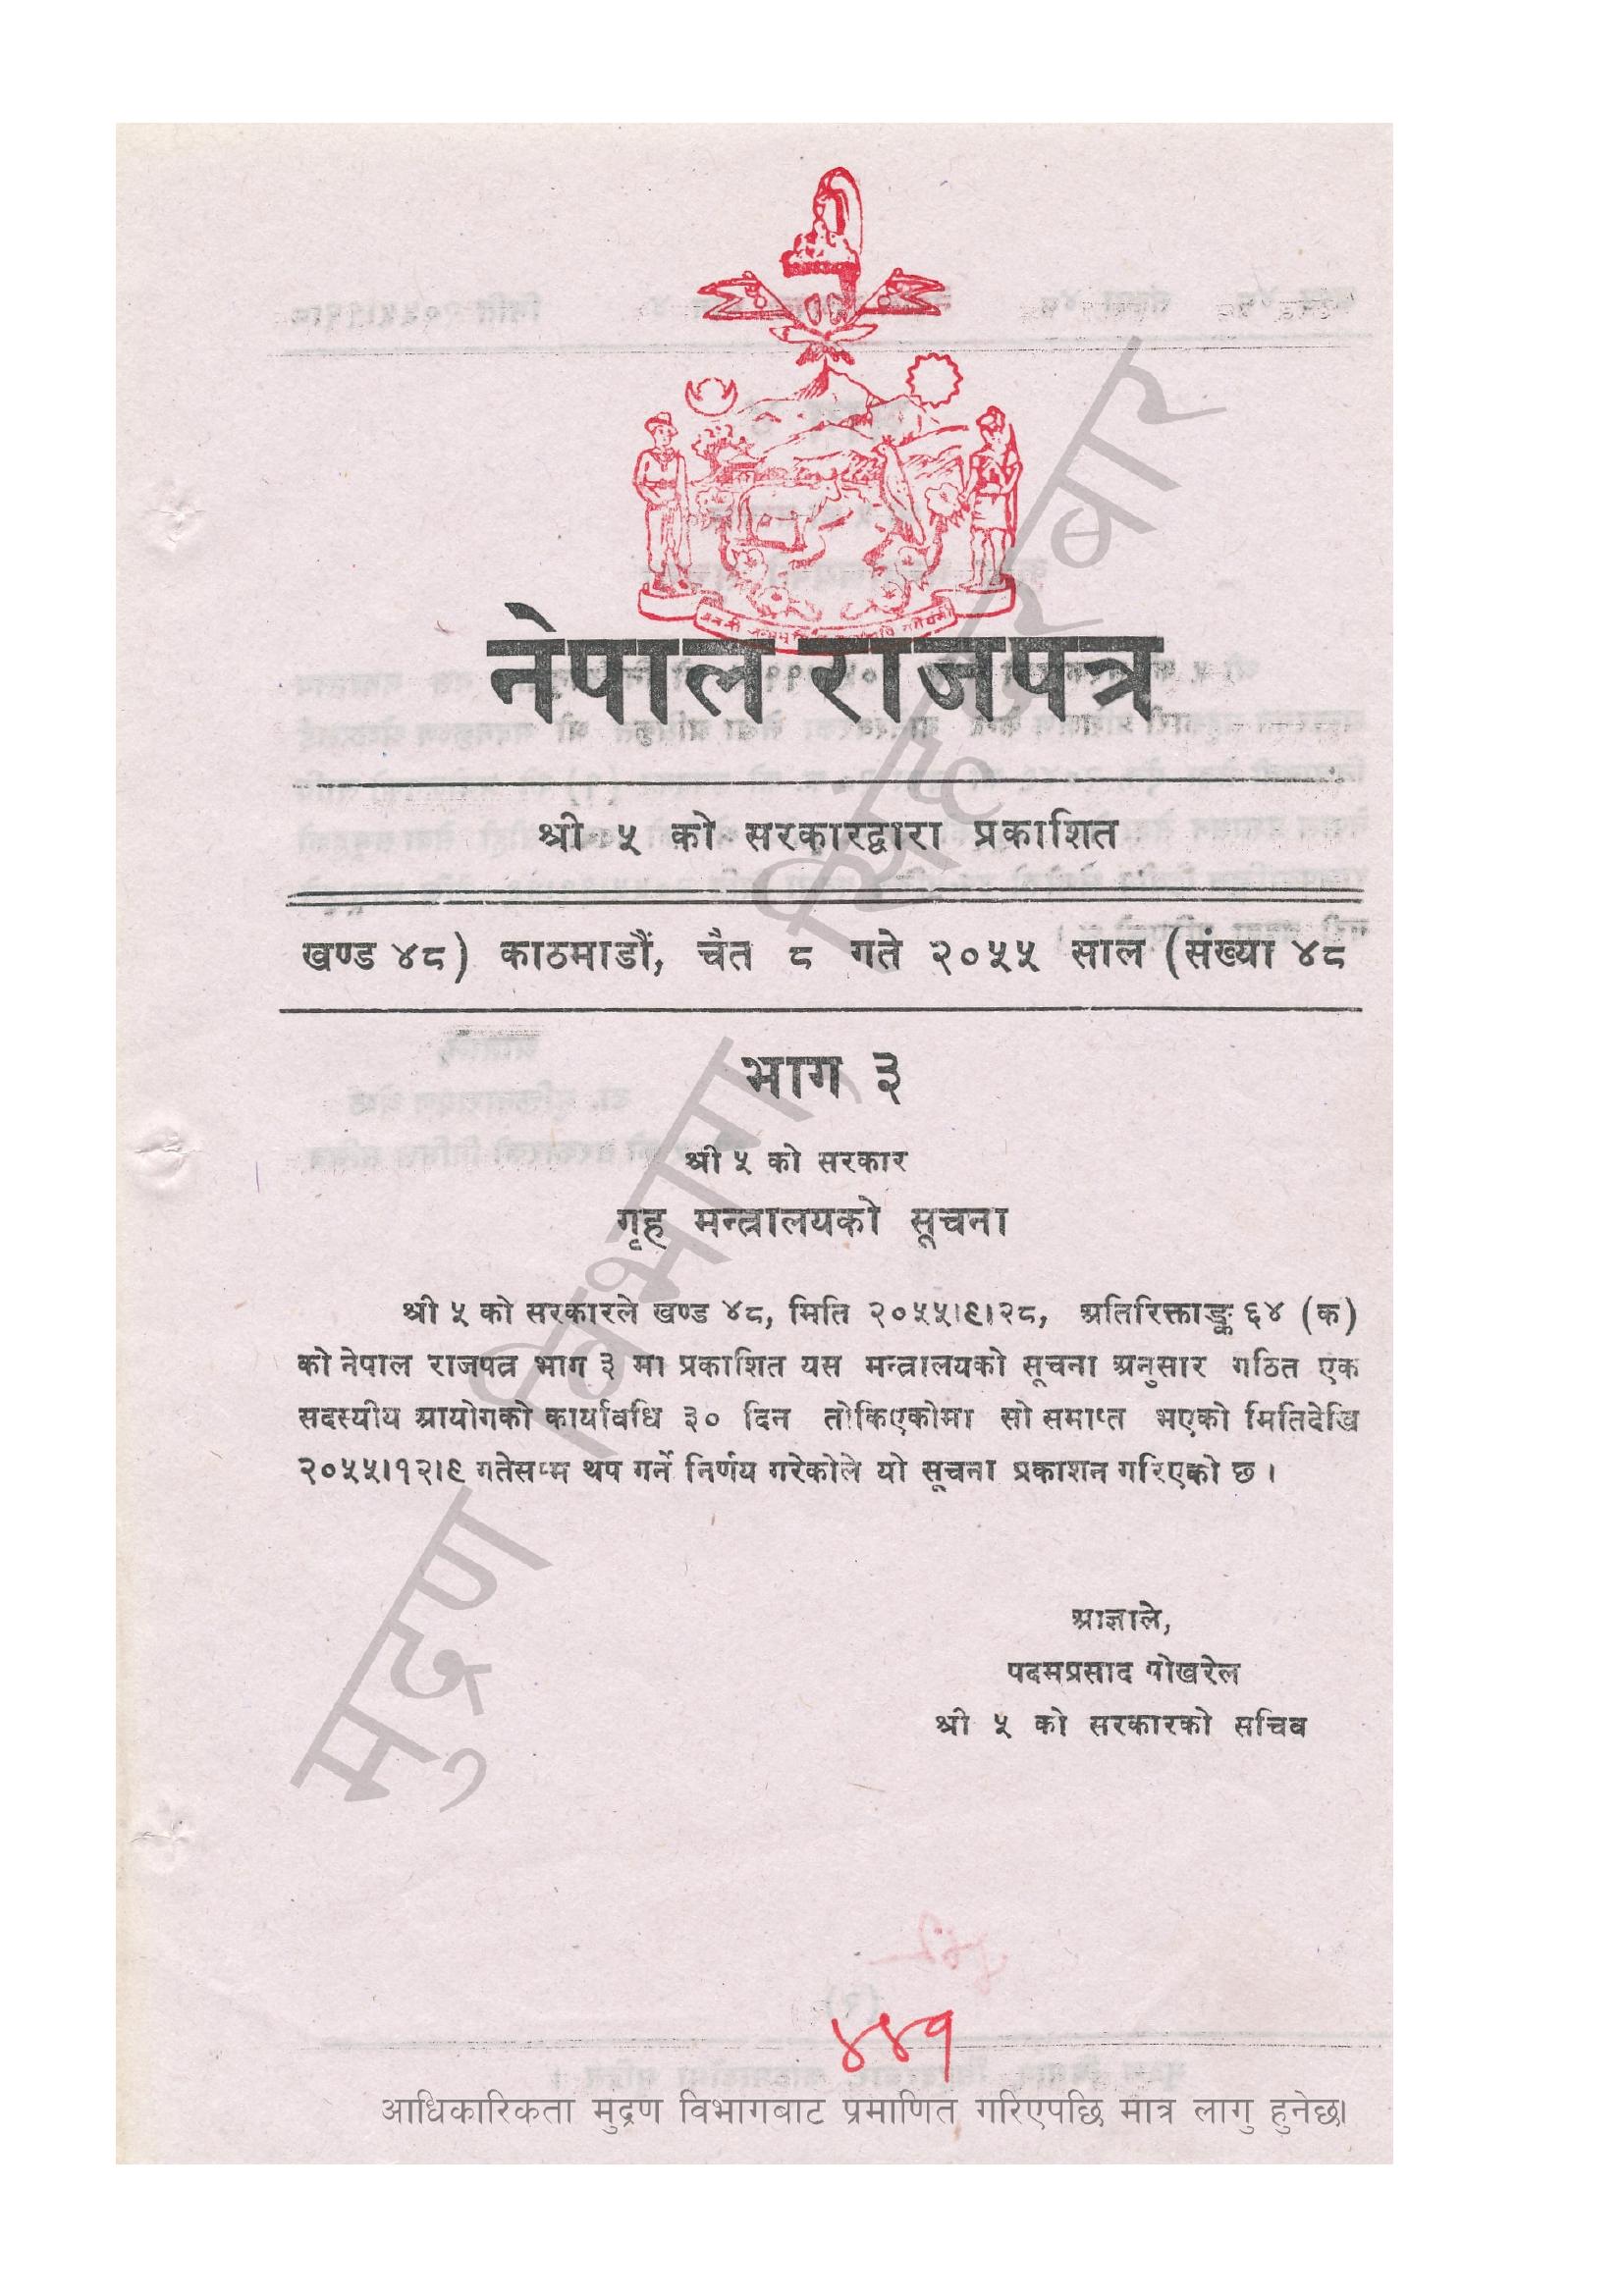 नेपाल राजपत्र
श्री ५ को सरकारद्वारा प्रकाशित
खण्ड ४८) काठमाडौं, चैत ८ गते २०५५ साल (संख्या ४८
भाग ३
श्री ५ को सरकार
गृह मन्त्रालयको सूचना
श्री ५ को सरकारले खण्ड ४८, मिति २०५५।९।२८, अतिरिक्ताङ्क ६४ (क)
को नेपाल राजपत्र भाग ३ मा प्रकाशित यस मन्त्रालयको सूचना अनुसार गठित एक
सदस्यीय आयोगको कार्यावधि ३० दिन तोकिएकोमा सो समाप्त भएको मितिदेखि
२०५५।१२।९ गतेसम्म थप गर्ने निर्णय गरेकोले यो सूचना प्रकाशन गरिएको छ ।
आज्ञाले,
पदमप्रसाद पोखरेल
श्री ५ को सरकारको सचिव
४४१
मुद्रण विभाग, सिंहदरबार
आधिकारिकता मुद्रण विभागबाट प्रमाणित गरिएपछि मात्र लागु हुनेछ।